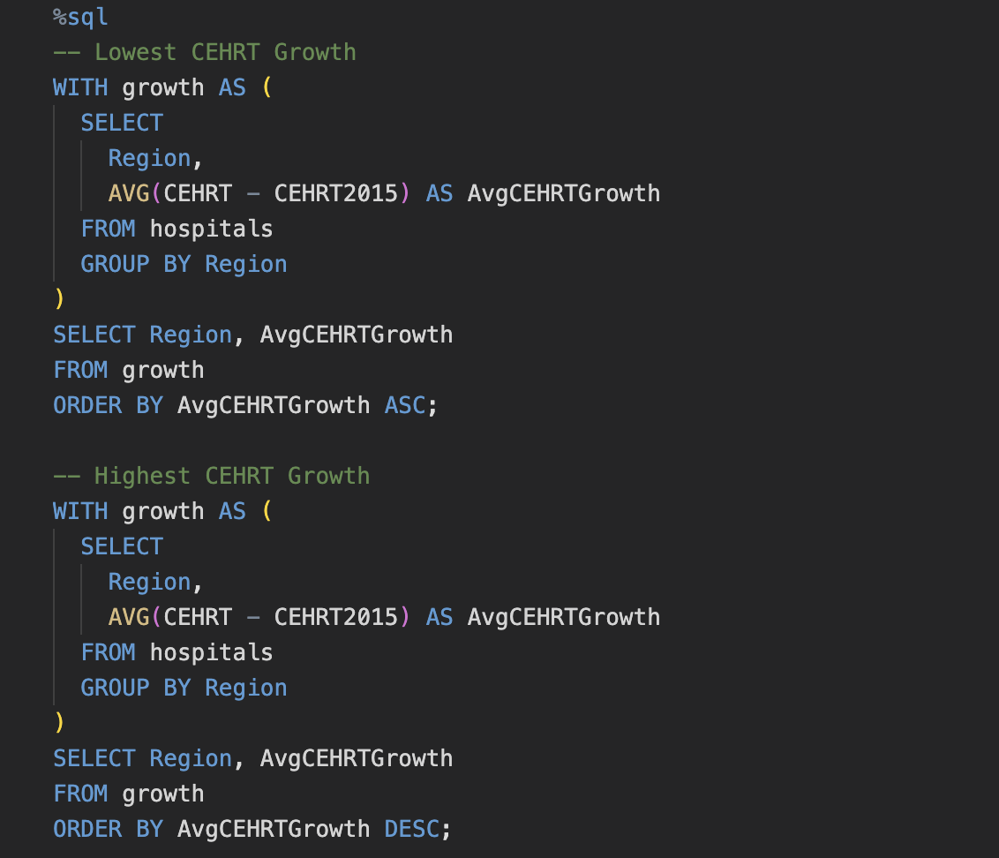 %sql
-- Lowest CEHRT Growth
WITH growth AS (
SELECT
Region,
AVG(CEHRT - CEHRT2015) AS AvgCEHRTGrowth
FROM hospitals
GROUP BY Region
)
SELECT Region, AvgCEHRTGrowth
FROM growth
ORDER BY AvgCEHRTGrowth ASC;
-- Highest CEHRT Growth
WITH growth AS (
SELECT
Region,
AVG(CEHRT - CEHRT2015) AS AvgCEHRTGrowth
FROM hospitals
GROUP BY Region
)
SELECT Region, AvgCEHRTGrowth
FROM growth
ORDER BY AvgCEHRTGrowth DESC;